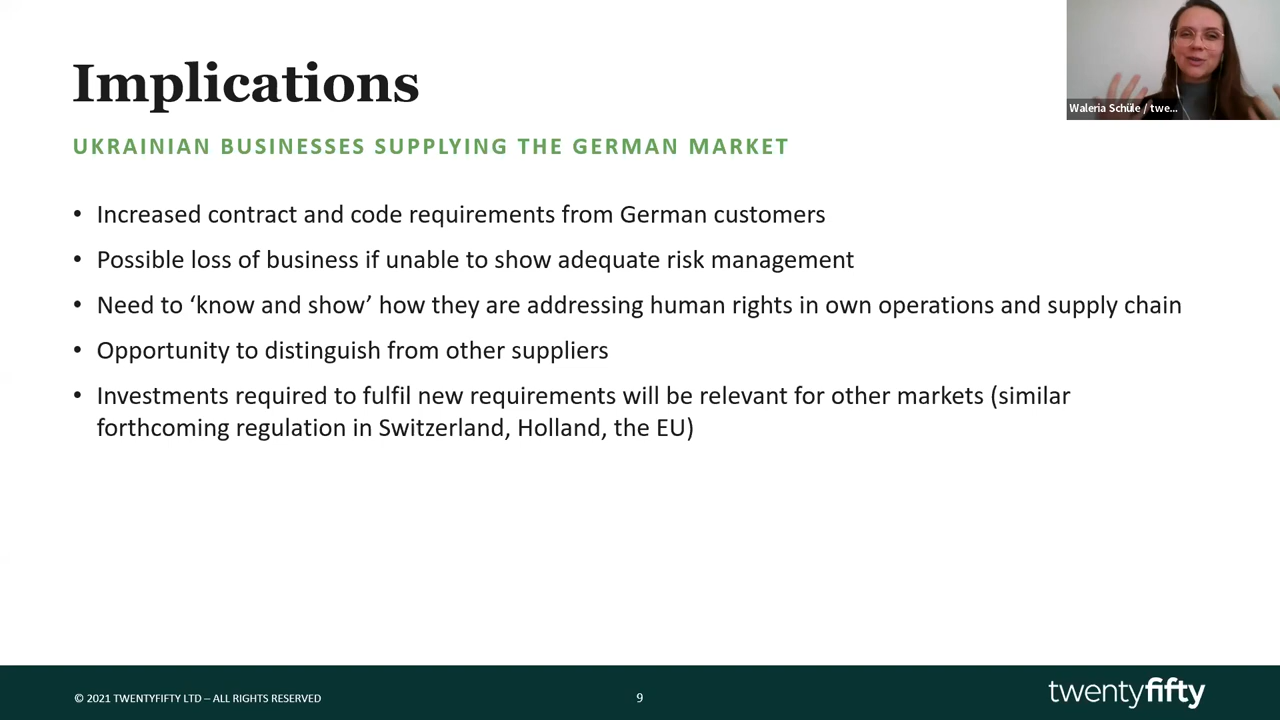 Implications
UKRAINIAN BUSINESSES SUPPLYING THE GERMAN MARKET
• Increased contract and code requirements from German customers
• Possible loss of business if unable to show adequate risk management
• Need to ‘know and show’ how they are addressing human rights in own operations and supply chain
• Opportunity to distinguish from other suppliers
• Investments required to fulfil new requirements will be relevant for other markets (similar
forthcoming regulation in Switzerland, Holland, the EU)
Waleria Schüle / twe...
© 2021 TWENTYFIFTY LTD – ALL RIGHTS RESERVED
9
twentyfifty